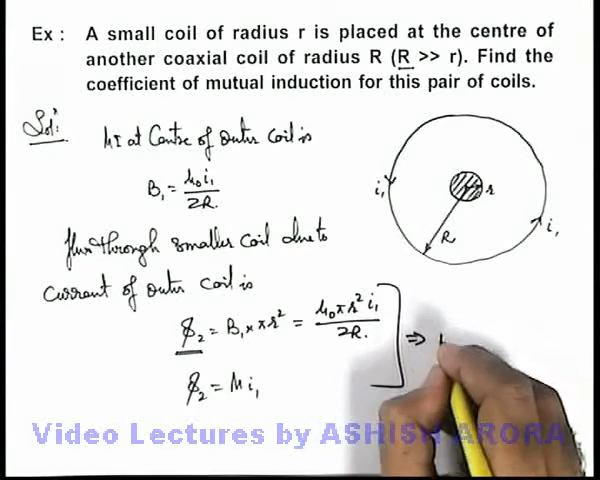 Ex : A small coil of radius r is placed at the centre of
another coaxial coil of radius R (R >> r). Find the
coefficient of mutual induction for this pair of coils.
Solⁿ:
MI at Centre of outer coil is
B₁ = μ₀i₁/2R.
flux through smaller coil due to
current of outer coil is
φ₂ = B₁ × πr² = μ₀πr²i₁/2R.
φ₂ = Mi₁
⇒
i₁
r
R
i₁
Video Lectures by ASHISH ARORA